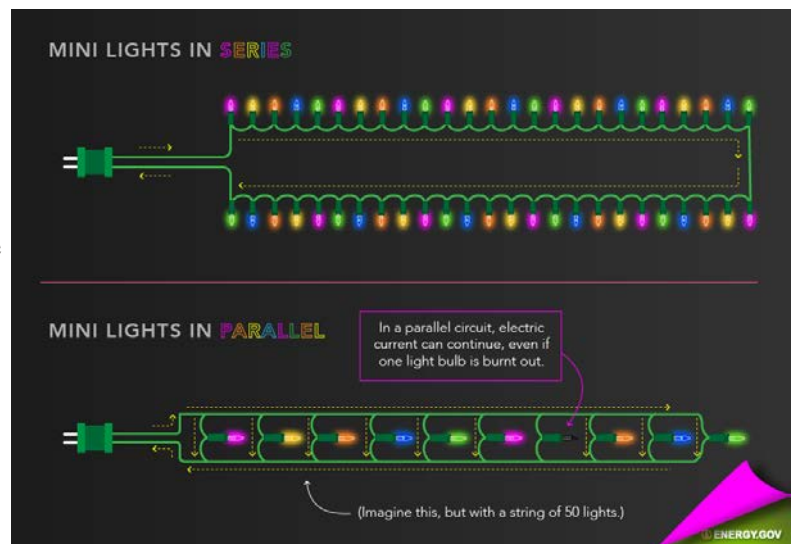 MINI LIGHTS IN SERIES
MINI LIGHTS IN PARALLEL
In a parallel circuit, electric
current can continue, even if
one light bulb is burnt out.
(Imagine this, but with a string of 50 lights.)
ENERGY.GOV